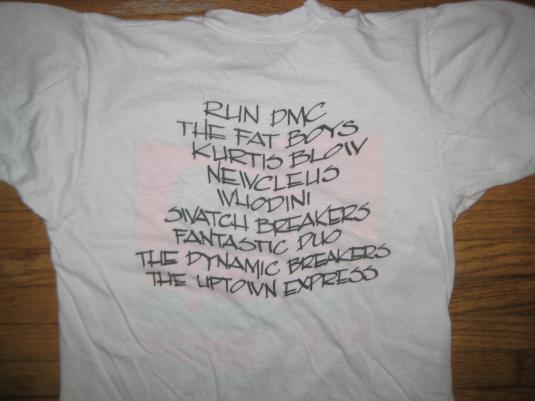 RUN DMC
THE FAT BOYS
KURTIS BLOW
NEWCLEUS
WHODINI
SWATCH BREAKERS
FANTASTIC DUO
THE DYNAMIC BREAKERS
THE UPTOWN EXPRESS